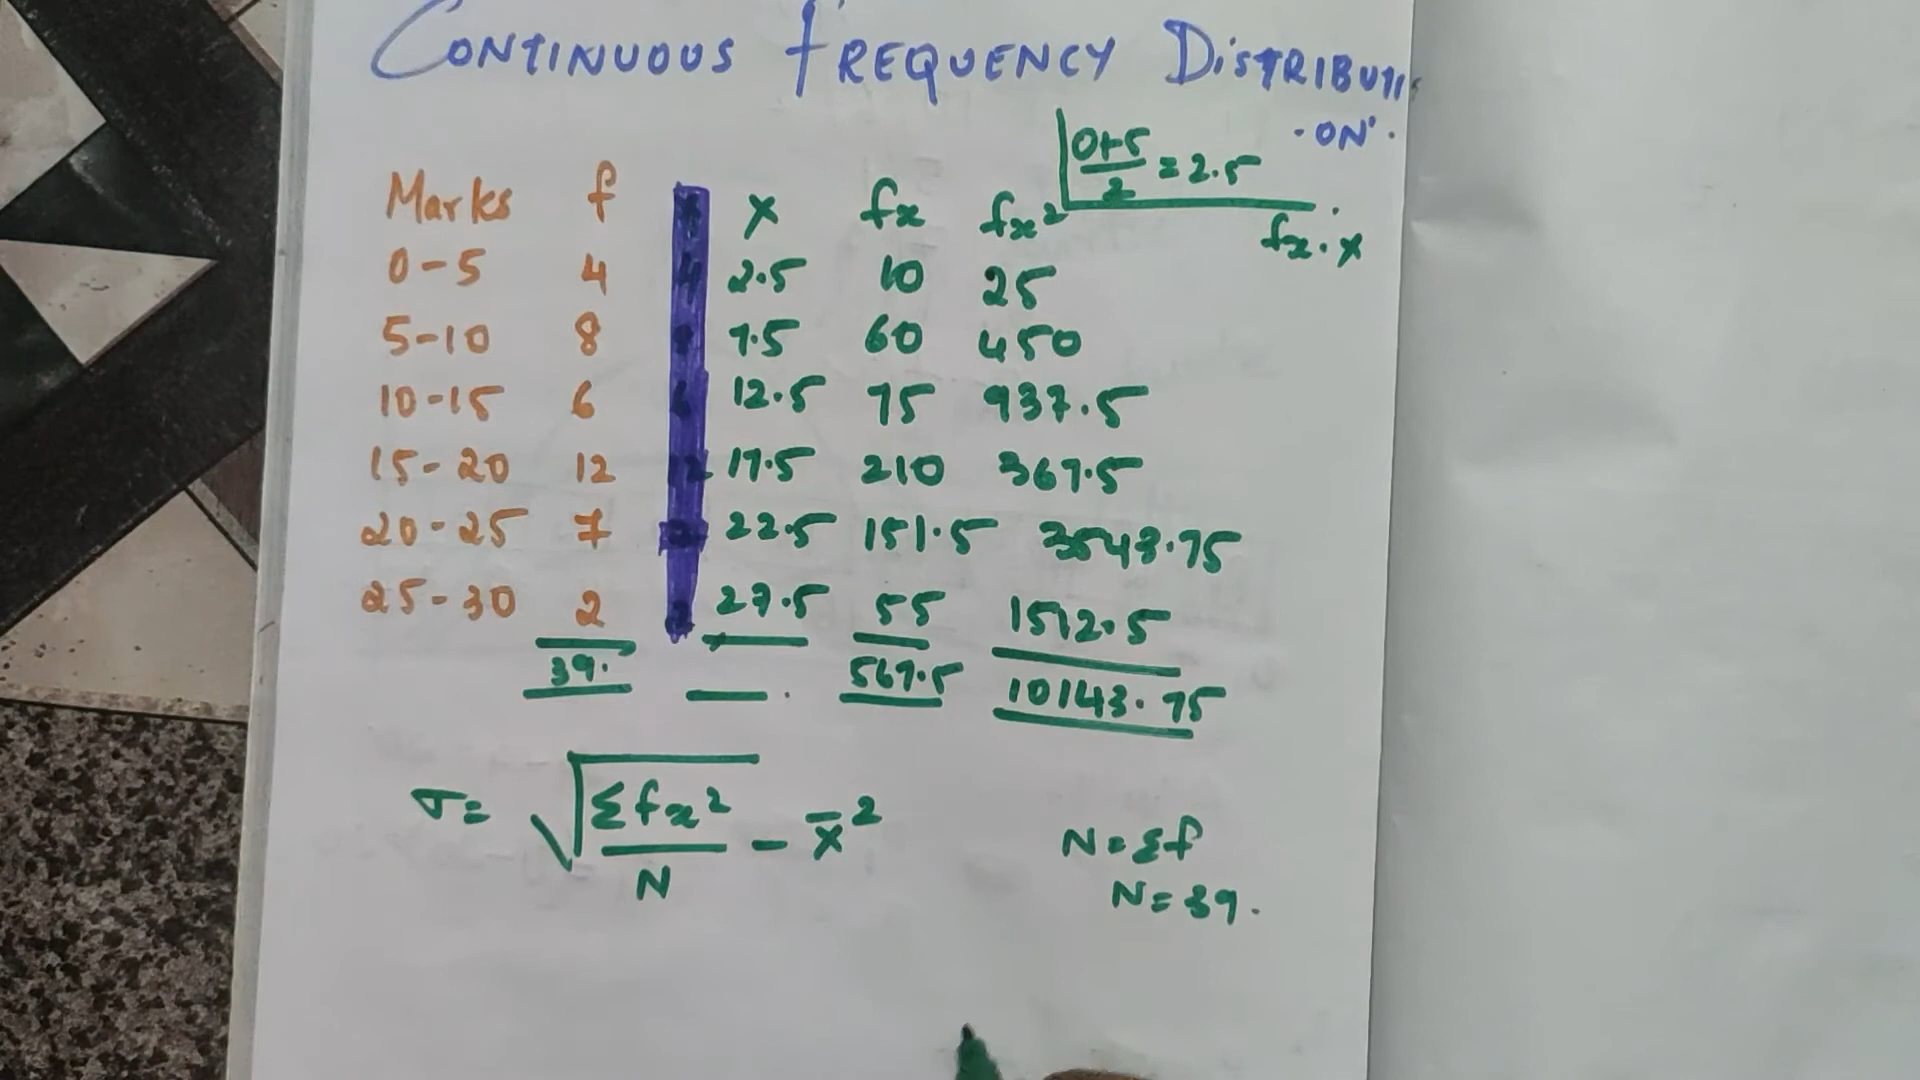 CONTINUOUS FREQUENCY DISTRIBUTI
-ON'.
0+5/2 = 2.5
Marks f x fx fx² fx.x
0-5 4 2.5 10 25
5-10 8 7.5 60 450
10-15 6 12.5 75 937.5
15-20 12 17.5 210 367.5
20-25 7 22.5 151.5 3543.75
25-30 2 27.5 55 1512.5
39. 567.5 10143.75
σ= √Σfx²/N - x̄²
N=Σf
N=39.